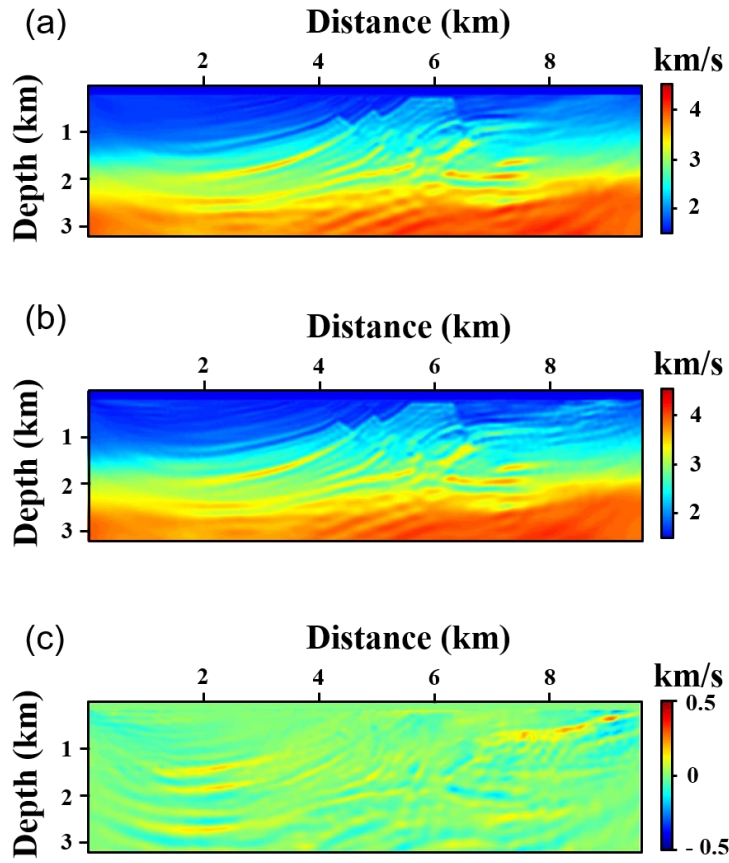 (a)
Distance (km)
2 4 6 8
km/s
Depth (km)
1
2
3
4
3
2
(b)
Distance (km)
2 4 6 8
km/s
Depth (km)
1
2
3
4
3
2
(c)
Distance (km)
2 4 6 8
km/s
Depth (km)
1
2
3
0.5
0
- 0.5